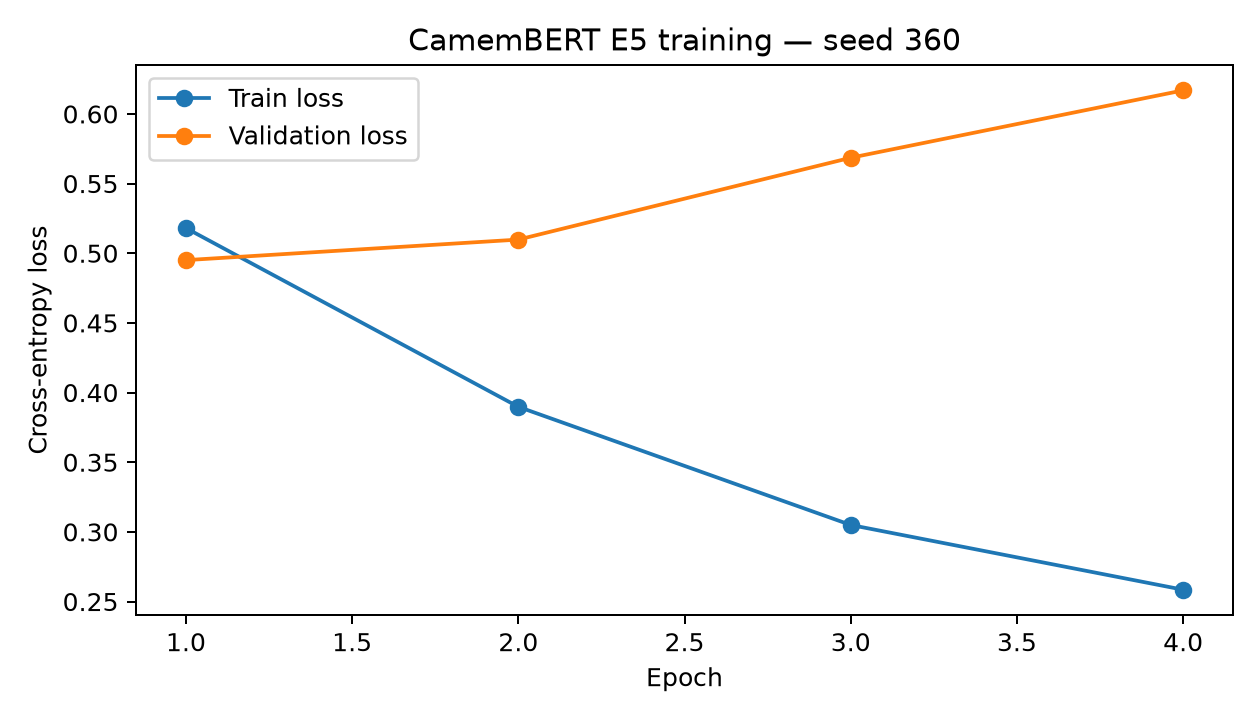 CamemBERT E5 training — seed 360
Train loss
Validation loss
Cross-entropy loss
0.60
0.55
0.50
0.45
0.40
0.35
0.30
0.25
1.0 1.5 2.0 2.5 3.0 3.5 4.0
Epoch